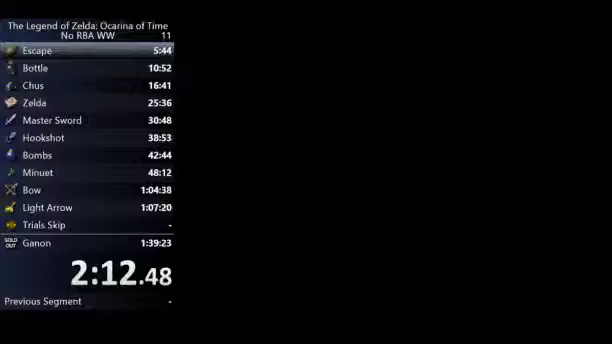 The Legend of Zelda: Ocarina of Time
No RBA WW 11
Escape 5:44
Bottle 10:52
Chus 16:41
Zelda 25:36
Master Sword 30:48
Hookshot 38:53
Bombs 42:44
Minuet 48:12
Bow 1:04:38
Light Arrow 1:07:20
Trials Skip -
SOLD OUT Ganon 1:39:23
2:12.48
Previous Segment -